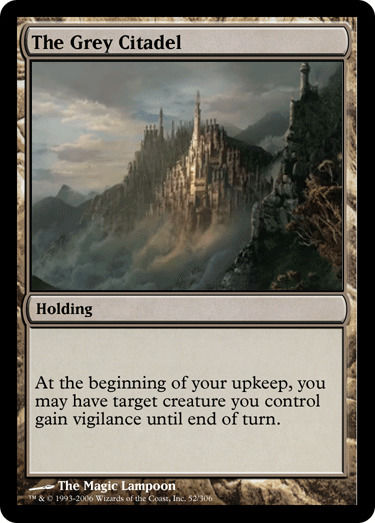 The Grey Citadel
Holding
At the beginning of your upkeep, you
may have target creature you control
gain vigilance until end of turn.
The Magic Lampoon
™ & © 1993-2006 Wizards of the Coast, Inc. 52/306